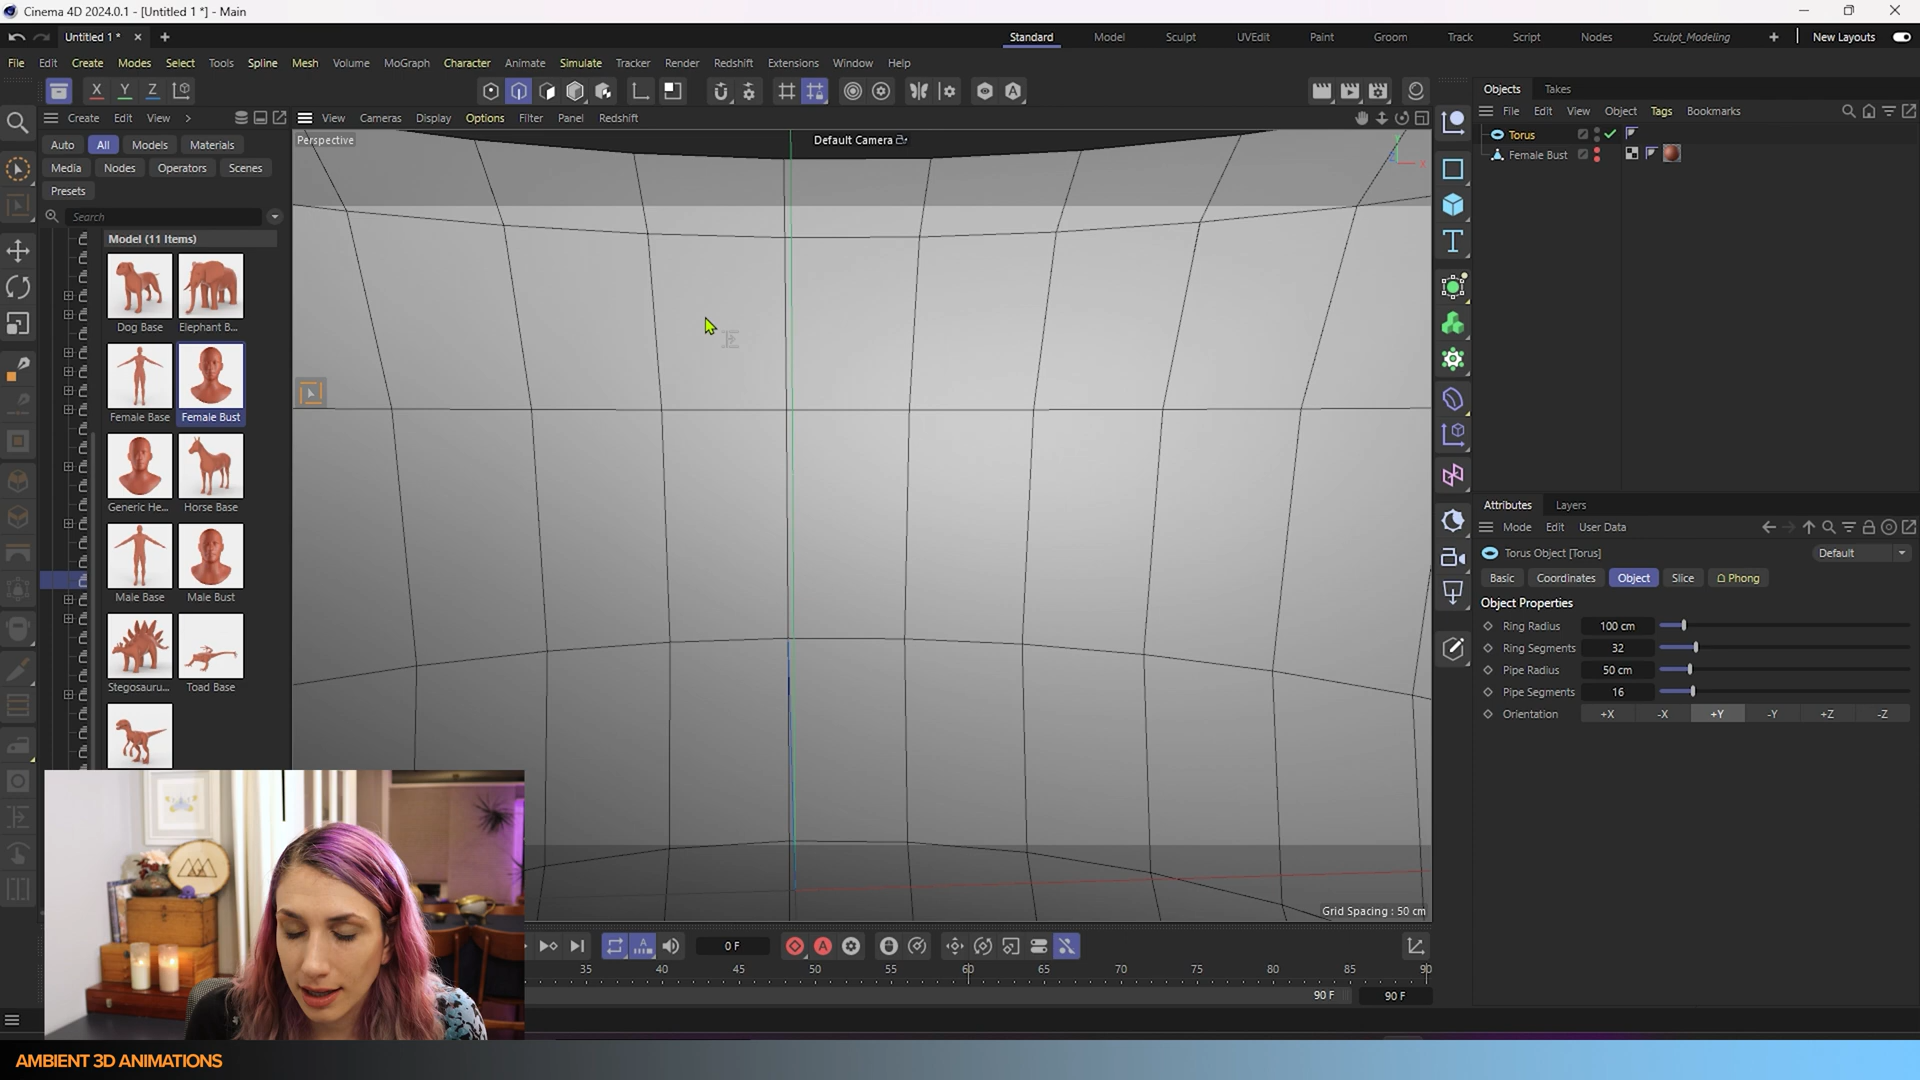 Cinema 4D 2024.0.1 - [Untitled 1 *] - Main
Untitled 1 *
Standard Model Sculpt UVEdit Paint Groom Track Script Nodes Sculpt_Modeling New Layouts
File Edit Create Modes Select Tools Spline Mesh Volume MoGraph Character Animate Simulate Tracker Render Redshift Extensions Window Help
X Y Z
Objects Takes
Create Edit View
View Cameras Display Options Filter Panel Redshift
File Edit View Object Tags Bookmarks
Auto All Models Materials
Media Nodes Operators Scenes
Presets
Search
Model (11 Items)
Dog Base Elephant B...
Female Base Female Bust
Generic He... Horse Base
Male Base Male Bust
Stegosauru... Toad Base
Perspective
Default Camera
X
Grid Spacing : 50 cm
Torus
Female Bust
Attributes Layers
Mode Edit User Data
Torus Object [Torus]
Default
Basic Coordinates Object Slice Phong
Object Properties
Ring Radius 100 cm
Ring Segments 32
Pipe Radius 50 cm
Pipe Segments 16
Orientation +X -X +Y -Y +Z -Z
0 F
35 40 45 50 55 60 65 70 75 80 85 90
90 F 90 F
AMBIENT 3D ANIMATIONS